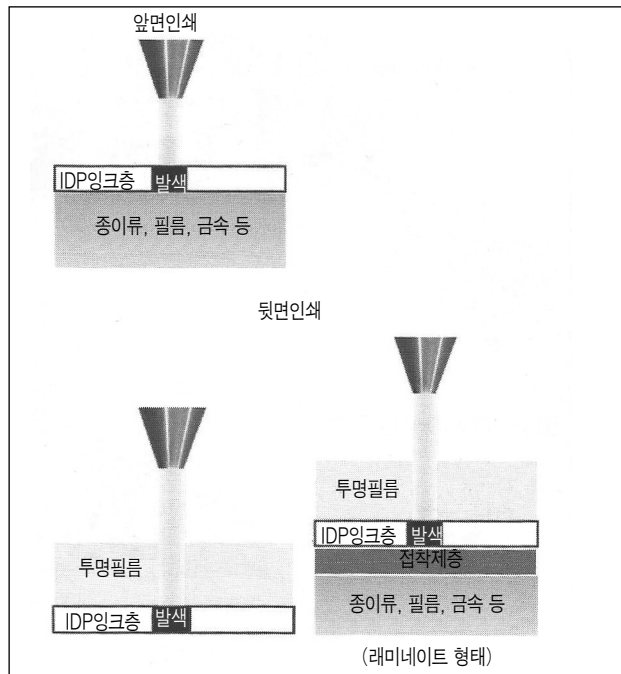 앞면인쇄
IDP잉크층 발색
종이류, 필름, 금속 등
뒷면인쇄
투명필름
IDP잉크층 발색
투명필름
IDP잉크층 발색
접착제층
종이류, 필름, 금속 등
(래미네이트 형태)